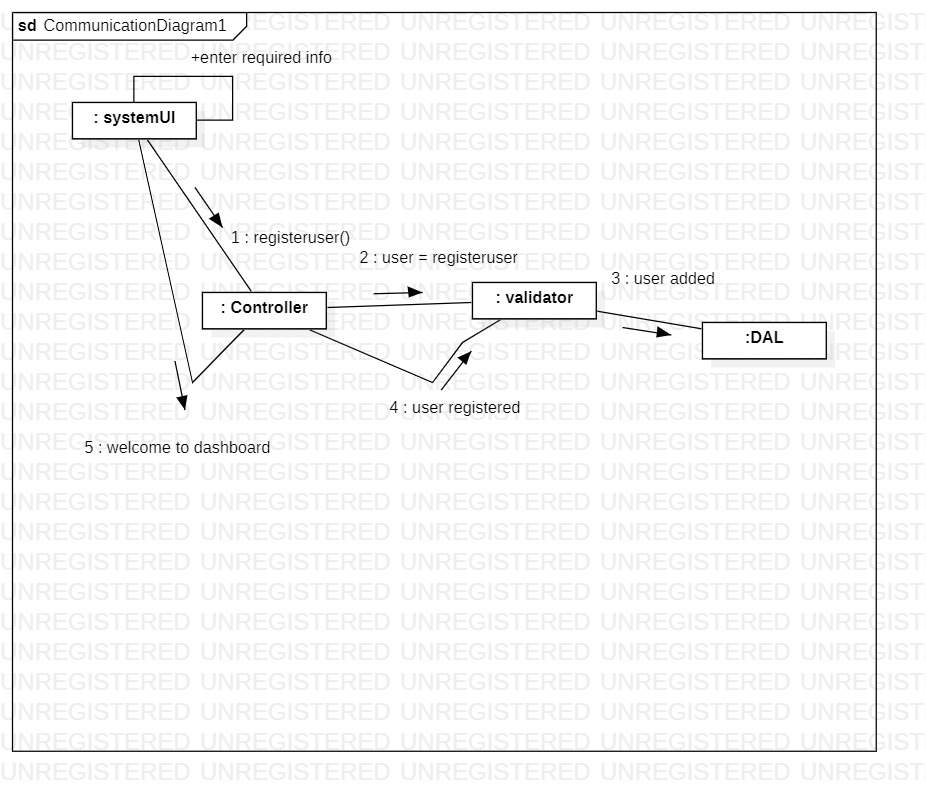 sd CommunicationDiagram1
+enter required info
: systemUI
1 : registeruser()
2 : user = registeruser
3 : user added
: Controller
: validator
:DAL
4 : user registered
5 : welcome to dashboard
UNREGISTERED